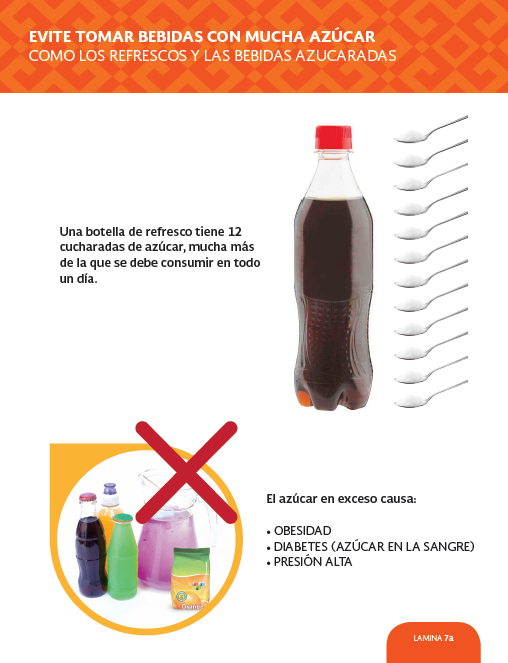 EVITE TOMAR BEBIDAS CON MUCHA AZÚCAR
COMO LOS REFRESCOS Y LAS BEBIDAS AZUCARADAS
Una botella de refresco tiene 12
cucharadas de azúcar, mucha más
de la que se debe consumir en todo
un día.
El azúcar en exceso causa:
• OBESIDAD
• DIABETES (AZÚCAR EN LA SANGRE)
• PRESIÓN ALTA
Orange
LAMINA 7a